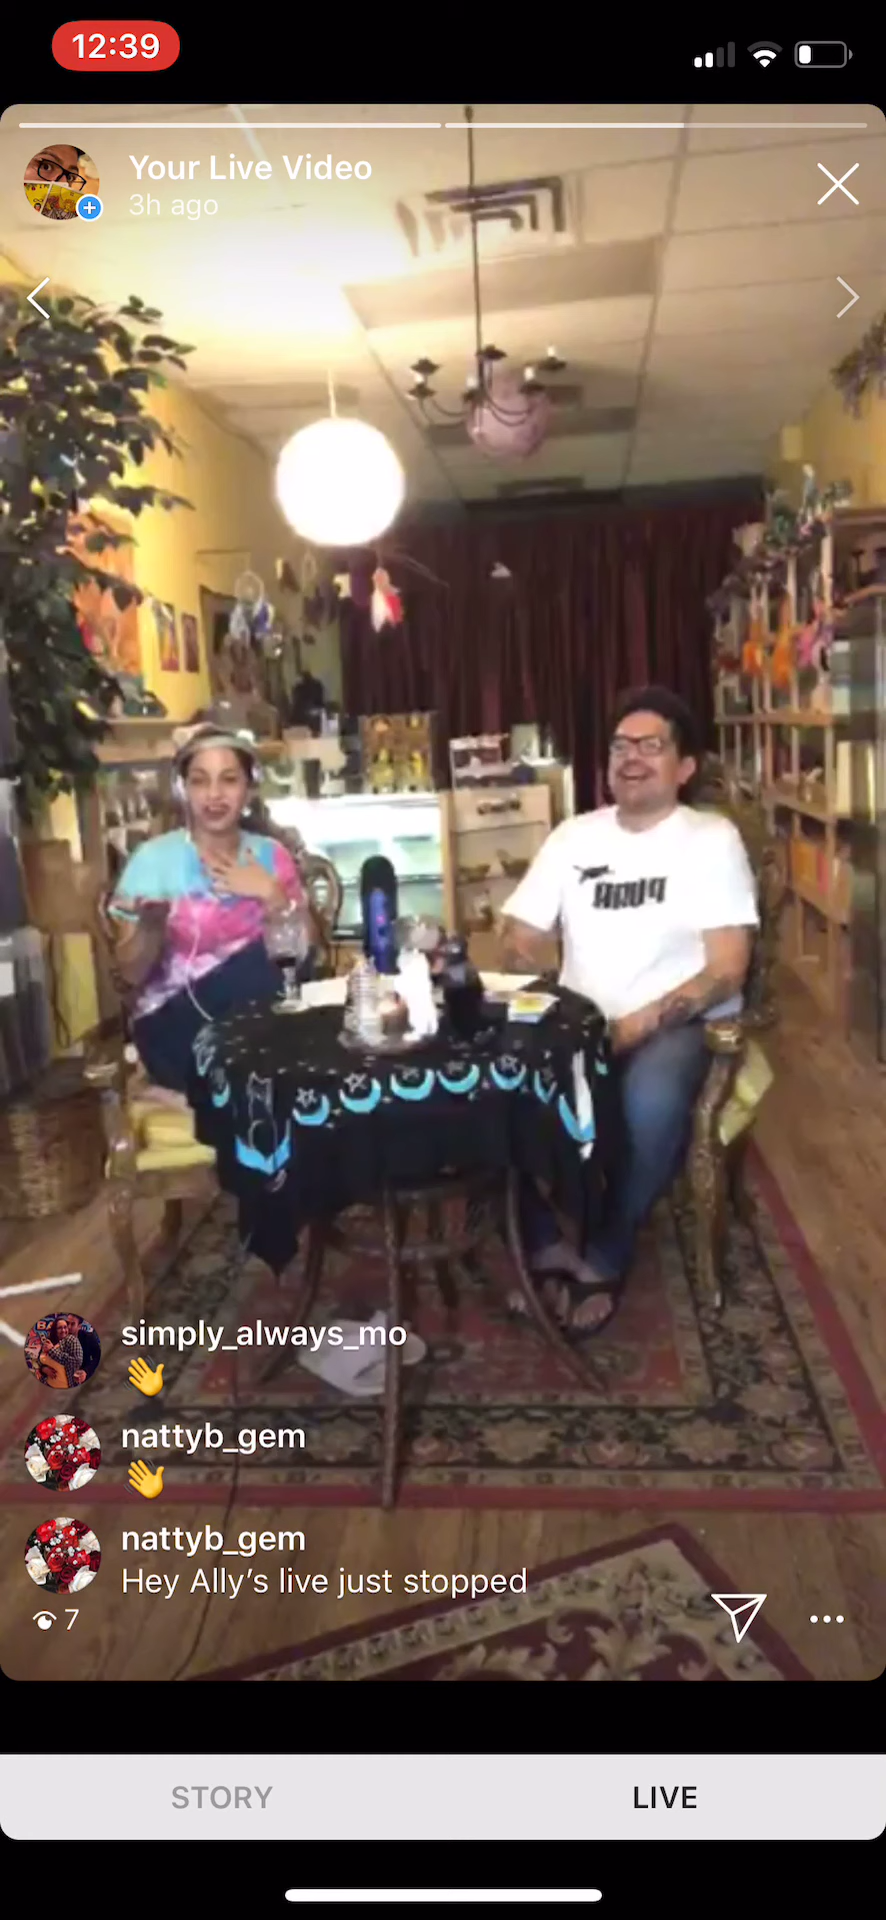 12:39
Your Live Video
3h ago
simply_always_mo
👋
nattyb_gem
👋
nattyb_gem
Hey Ally’s live just stopped
7
STORY
LIVE